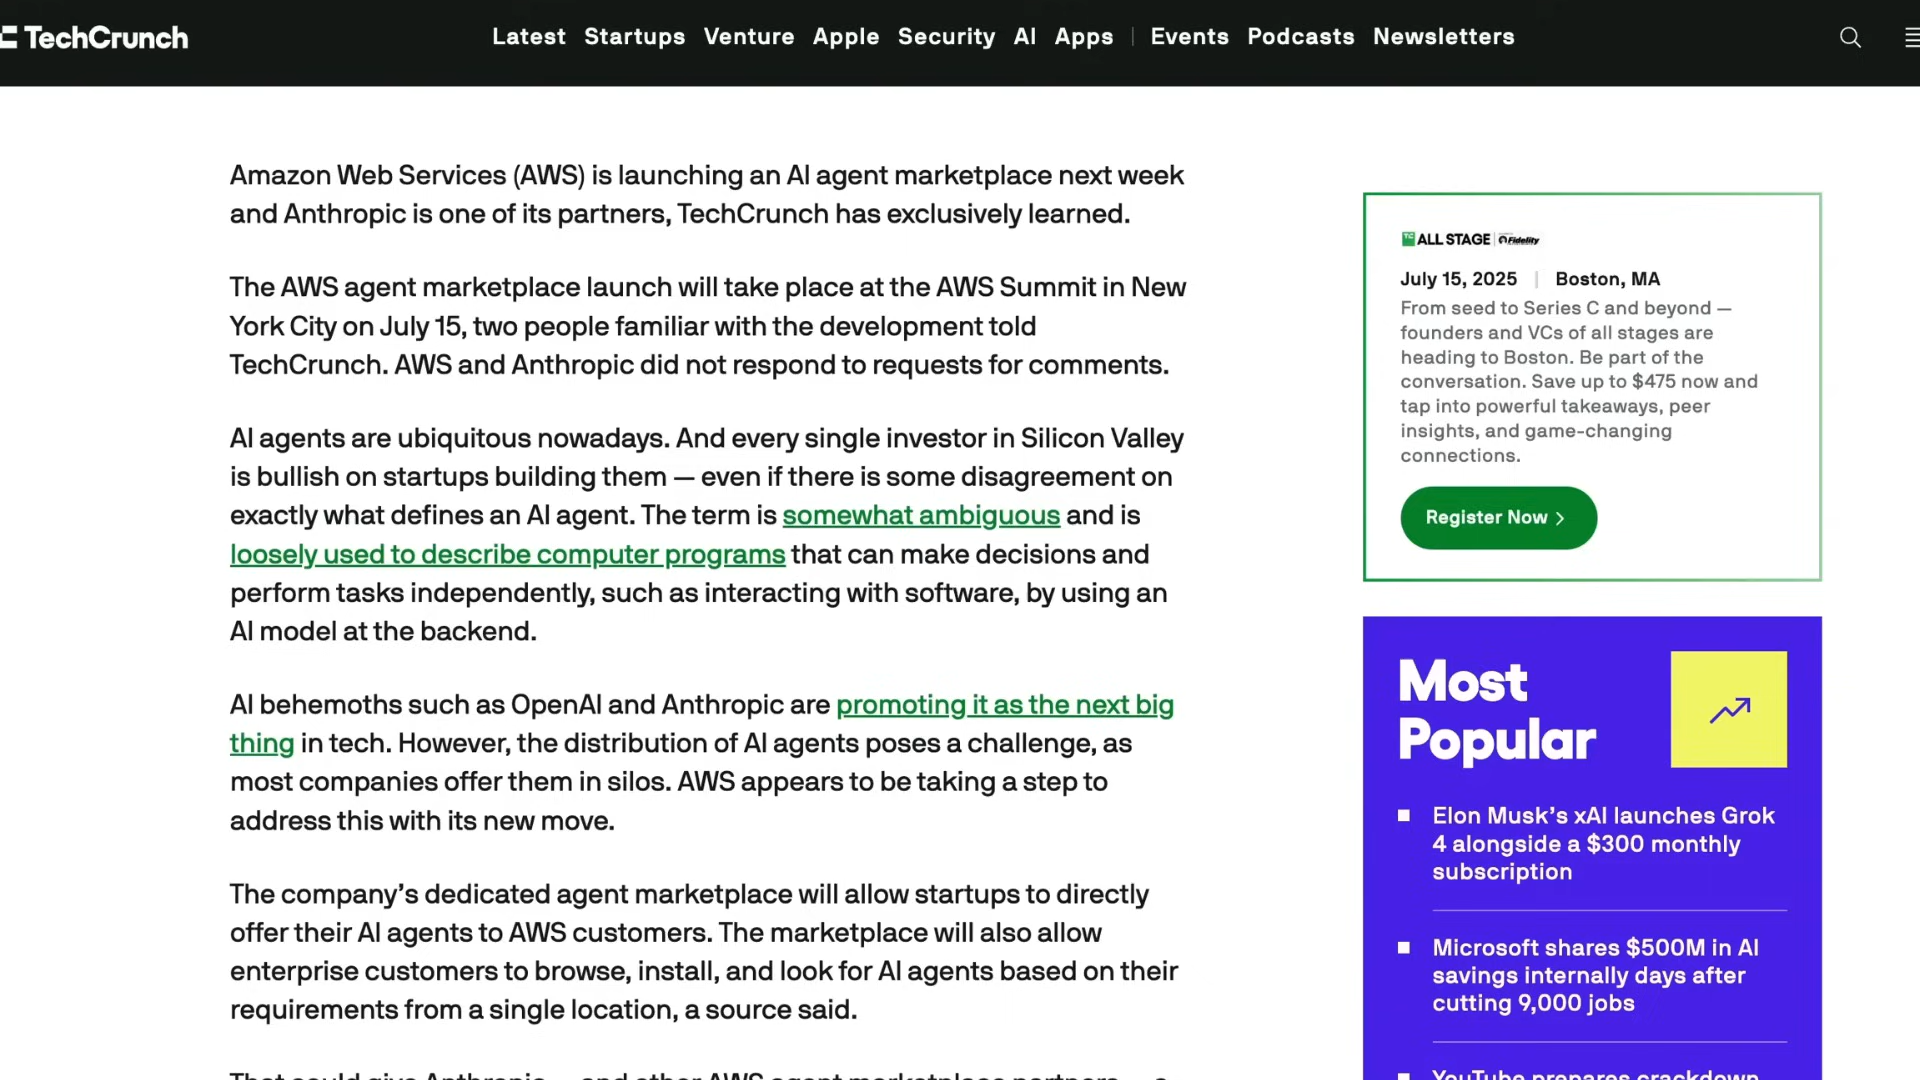 TechCrunch
Latest Startups Venture Apple Security AI Apps | Events Podcasts Newsletters
Amazon Web Services (AWS) is launching an AI agent marketplace next week
and Anthropic is one of its partners, TechCrunch has exclusively learned.
The AWS agent marketplace launch will take place at the AWS Summit in New
York City on July 15, two people familiar with the development told
TechCrunch. AWS and Anthropic did not respond to requests for comments.
AI agents are ubiquitous nowadays. And every single investor in Silicon Valley
is bullish on startups building them — even if there is some disagreement on
exactly what defines an AI agent. The term is somewhat ambiguous and is
loosely used to describe computer programs that can make decisions and
perform tasks independently, such as interacting with software, by using an
AI model at the backend.
AI behemoths such as OpenAI and Anthropic are promoting it as the next big
thing in tech. However, the distribution of AI agents poses a challenge, as
most companies offer them in silos. AWS appears to be taking a step to
address this with its new move.
The company’s dedicated agent marketplace will allow startups to directly
offer their AI agents to AWS customers. The marketplace will also allow
enterprise customers to browse, install, and look for AI agents based on their
requirements from a single location, a source said.
That could give Anthropic — and other AWS agent marketplace partners — a
TC ALL STAGE | Fidelity
July 15, 2025 | Boston, MA
From seed to Series C and beyond —
founders and VCs of all stages are
heading to Boston. Be part of the
conversation. Save up to $475 now and
tap into powerful takeaways, peer
insights, and game-changing
connections.
Register Now
Most
Popular
Elon Musk’s xAI launches Grok
4 alongside a $300 monthly
subscription
Microsoft shares $500M in AI
savings internally days after
cutting 9,000 jobs
YouTube prepares crackdown